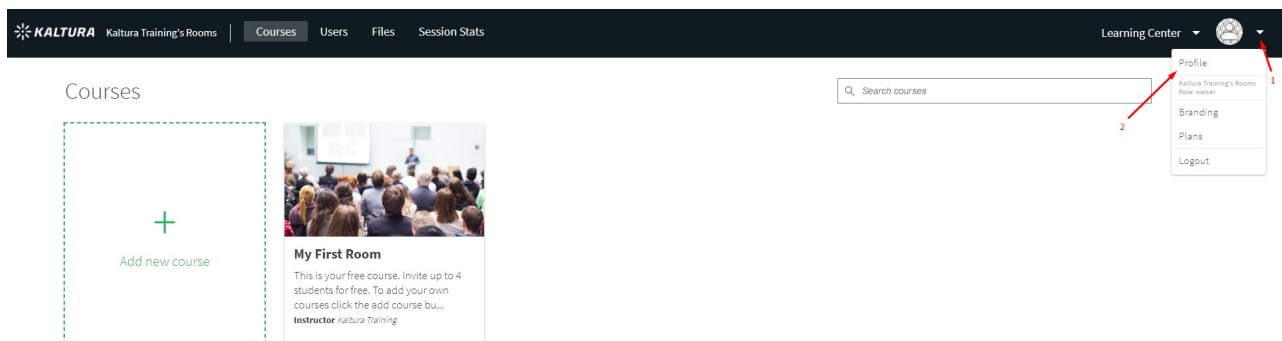 KALTURA Kaltura Training's Rooms Courses Users Files Session Stats Learning Center
Profile
Kaltura Training's Rooms
Role: owner
1
Branding
2
Plans
Logout
Courses
Search courses
+
Add new course
My First Room
This is your free course. Invite up to 4
students for free. To add your own
courses click the add course bu...
Instructor Kaltura Training